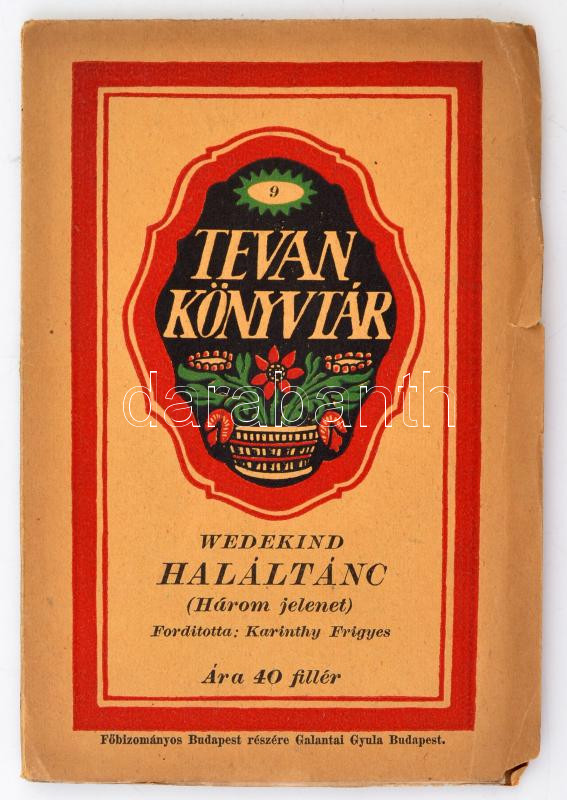 9
TEVAN
KÖNYVTÁR
darabanth
WEDEKIND
HALÁLTÁNC
(Három jelenet)
Forditotta: Karinthy Frigyes
Ára 40 fillér
Főbizományos Budapest részére Galantai Gyula Budapest.